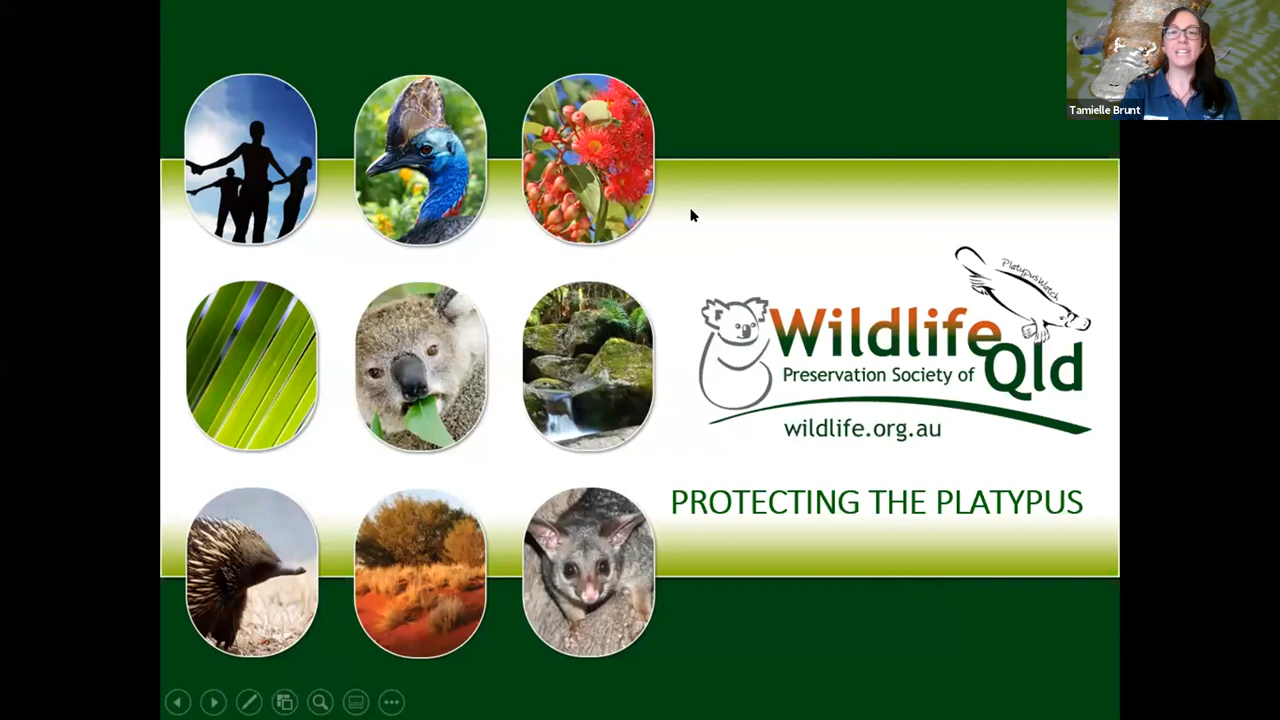 Tamielle Brunt
PlatypusWatch
Wildlife
Preservation Society of Qld
wildlife.org.au
PROTECTING THE PLATYPUS